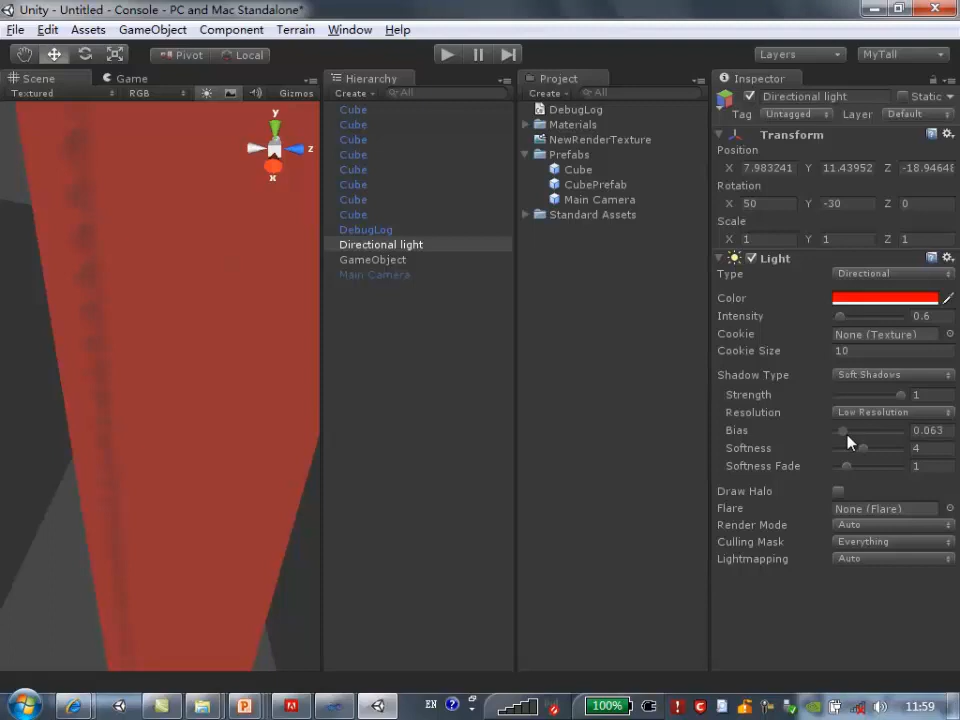 Unity - Untitled - Console - PC and Mac Standalone*
File Edit Assets GameObject Component Terrain Window Help
Pivot Local Layers MyTall
Scene Game
Textured RGB Gizmos
y
z
x
Hierarchy
Create All
Cube
Cube
Cube
Cube
Cube
Cube
Cube
Cube
DebugLog
Directional light
GameObject
Main Camera
Project
Create All
DebugLog
Materials
NewRenderTexture
Prefabs
Cube
CubePrefab
Main Camera
Standard Assets
Inspector
Directional light Static
Tag Untagged Layer Default
Transform
Position
X 7.983241 Y 11.43952 Z -18.94648
Rotation
X 50 Y -30 Z 0
Scale
X 1 Y 1 Z 1
Light
Type Directional
Color
Intensity 0.6
Cookie None (Texture)
Cookie Size 10
Shadow Type Soft Shadows
Strength 1
Resolution Low Resolution
Bias 0.063
Softness 4
Softness Fade 1
Draw Halo
Flare None (Flare)
Render Mode Auto
Culling Mask Everything
Lightmapping Auto
EN 100% 11:59